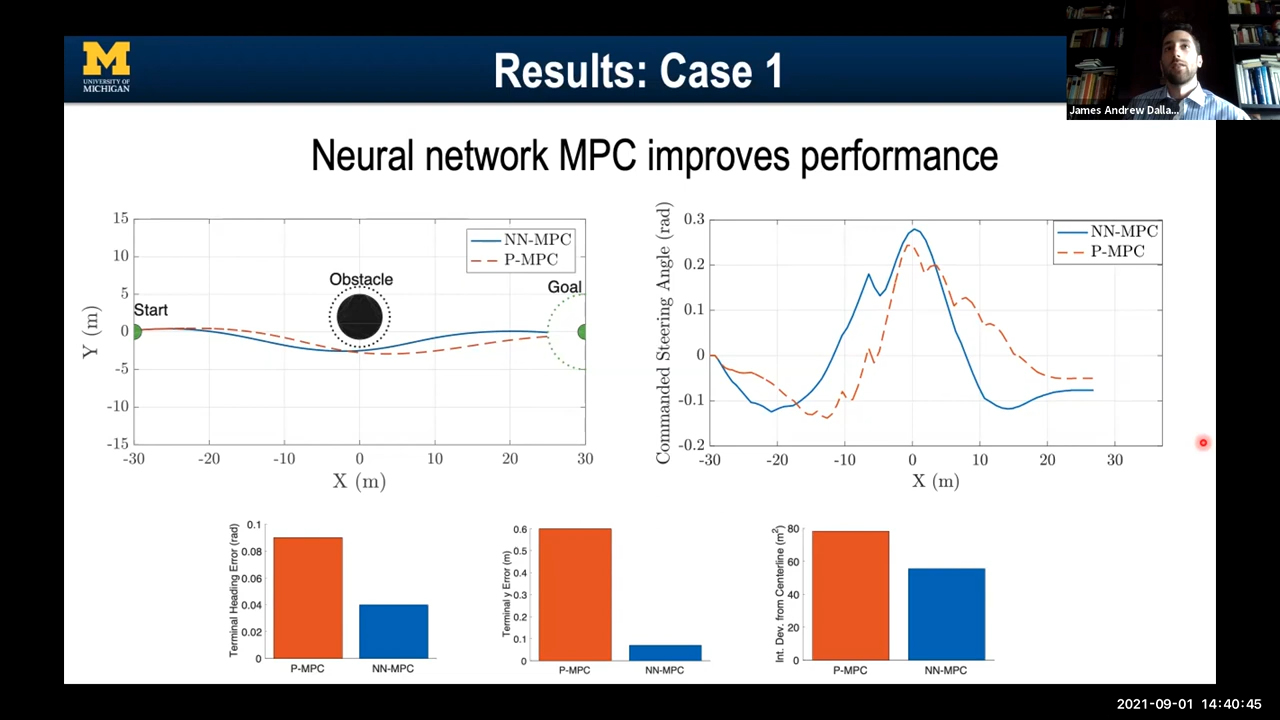 UNIVERSITY OF
MICHIGAN
Results: Case 1
James Andrew Dalla...
Neural network MPC improves performance
15
10
5
0
-5
-10
-15
Y (m)
-30
-20
-10
0
10
20
30
X (m)
Start
Obstacle
Goal
NN-MPC
P-MPC
0.3
0.2
0.1
0
-0.1
-0.2
Commanded Steering Angle (rad)
-30
-20
-10
0
10
20
30
X (m)
NN-MPC
P-MPC
0.1
0.08
0.06
0.04
0.02
0
Terminal Heading Error (rad)
P-MPC
NN-MPC
0.6
0.5
0.4
0.3
0.2
0.1
0
Terminal y Error (m)
P-MPC
NN-MPC
80
60
40
20
0
Int. Dev. from Centerline (m²)
P-MPC
NN-MPC
2021-09-01 14:40:45